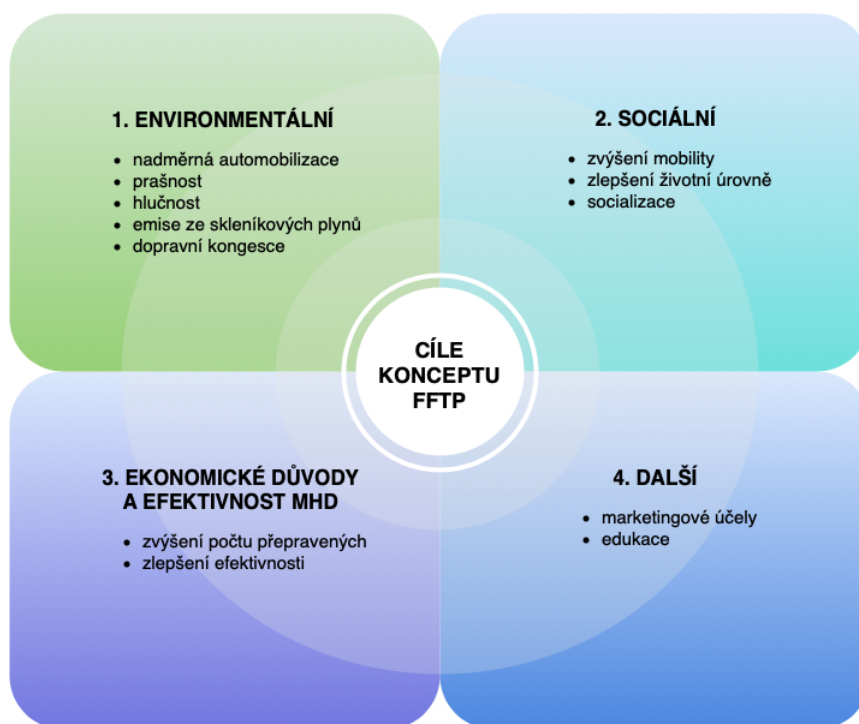 1. ENVIRONMENTÁLNÍ
• nadměrná automobilizace
• prašnost
• hlučnost
• emise ze skleníkových plynů
• dopravní kongesce
2. SOCIÁLNÍ
• zvýšení mobility
• zlepšení životní úrovně
• socializace
CÍLE
KONCEPTU
FFTP
3. EKONOMICKÉ DŮVODY
A EFEKTIVNOST MHD
• zvýšení počtu přepravených
• zlepšení efektivnosti
4. DALŠÍ
• marketingové účely
• edukace